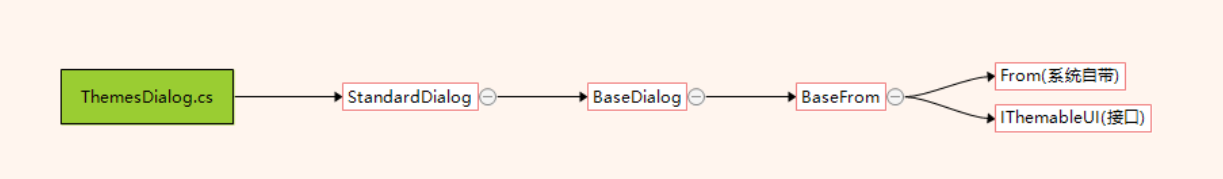 ThemesDialog.cs
StandardDialog
BaseDialog
BaseFrom
From(系统自带)
IThemableUI(接口)